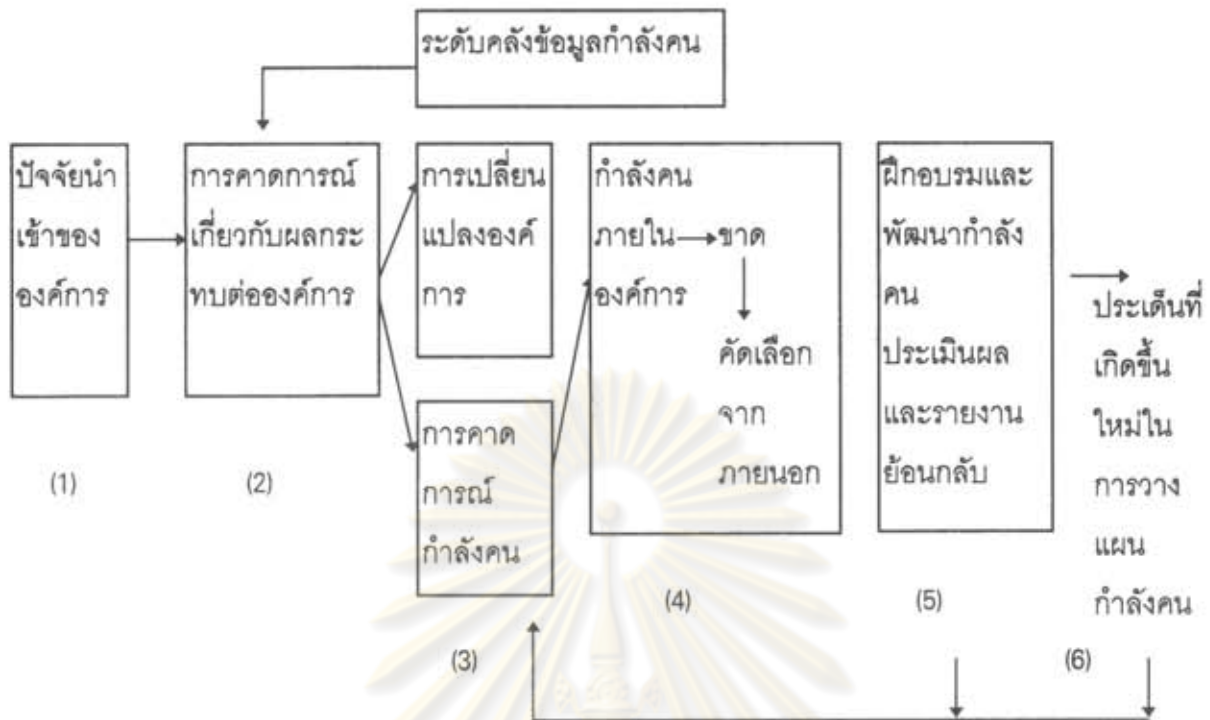 ระดับคลังข้อมูลกำลังคน
ปัจจัยนำ
เข้าของ
องค์การ
(1)
การคาดการณ์
เกี่ยวกับผลกระ
ทบต่อองค์การ
(2)
การเปลี่ยน
แปลงองค์
การ
การคาด
การณ์
กำลังคน
(3)
กำลังคน
ภายใน ขาด
องค์การ
คัดเลือก
จาก
ภายนอก
(4)
ฝึกอบรมและ
พัฒนากำลัง
คน
ประเมินผล
และรายงาน
ย้อนกลับ
(5)
ประเด็นที่
เกิดขึ้น
ใหม่ใน
การวาง
แผน
กำลังคน
(6)